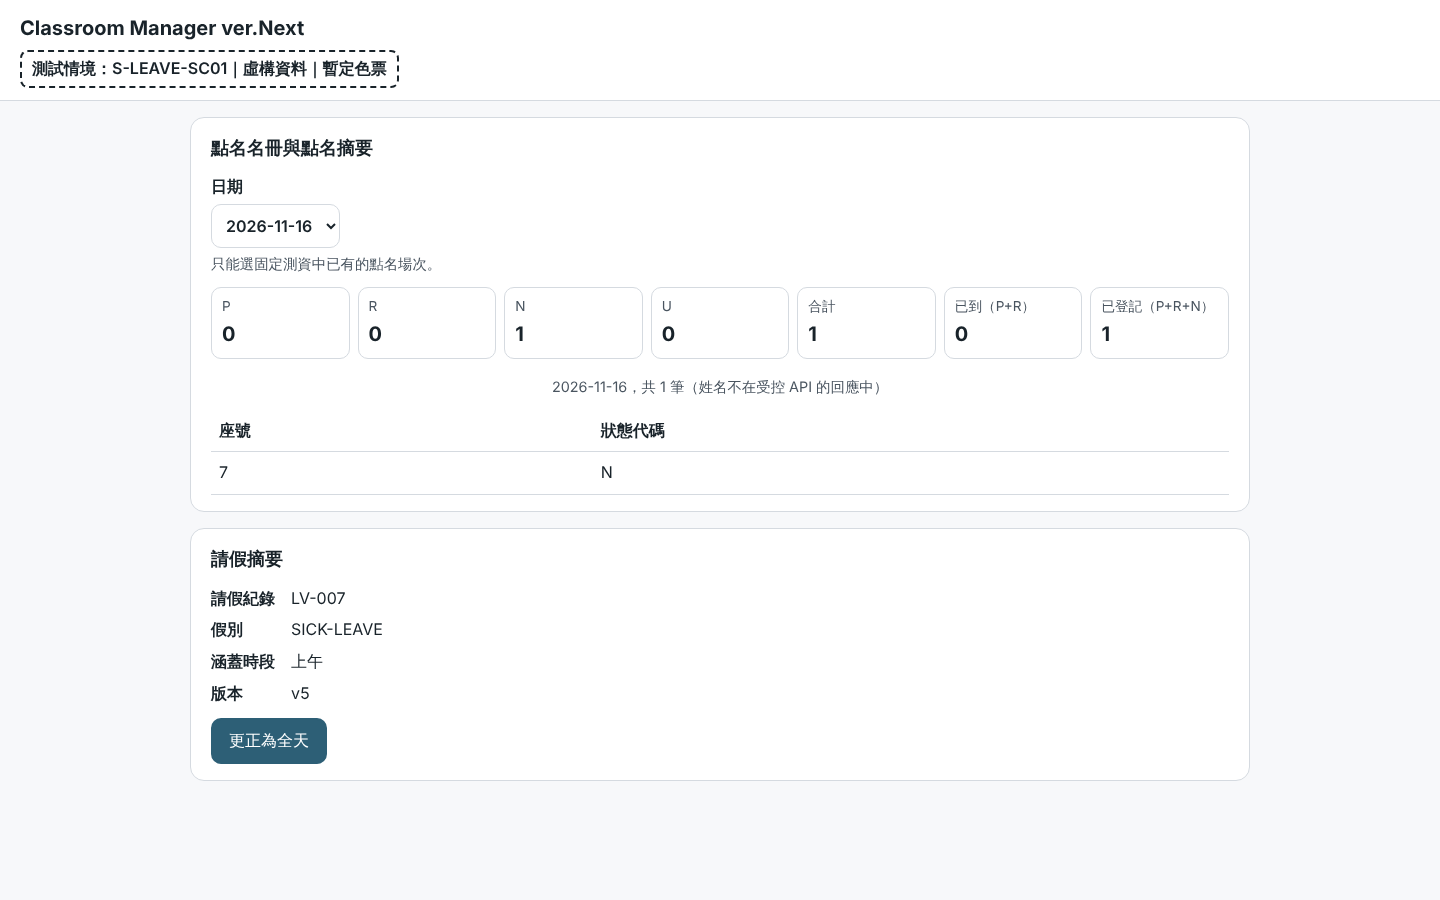 Classroom Manager ver.Next
測試情境：S-LEAVE-SC01｜虛構資料｜暫定色票
點名名冊與點名摘要
日期
2026-11-16
只能選固定測資中已有的點名場次。
P R N U 合計 已到（P+R） 已登記（P+R+N）
0 0 1 0 1 0 1
2026-11-16，共 1 筆（姓名不在受控 API 的回應中）
座號 狀態代碼
7 N
請假摘要
請假紀錄 LV-007
假別 SICK-LEAVE
涵蓋時段 上午
版本 v5
更正為全天